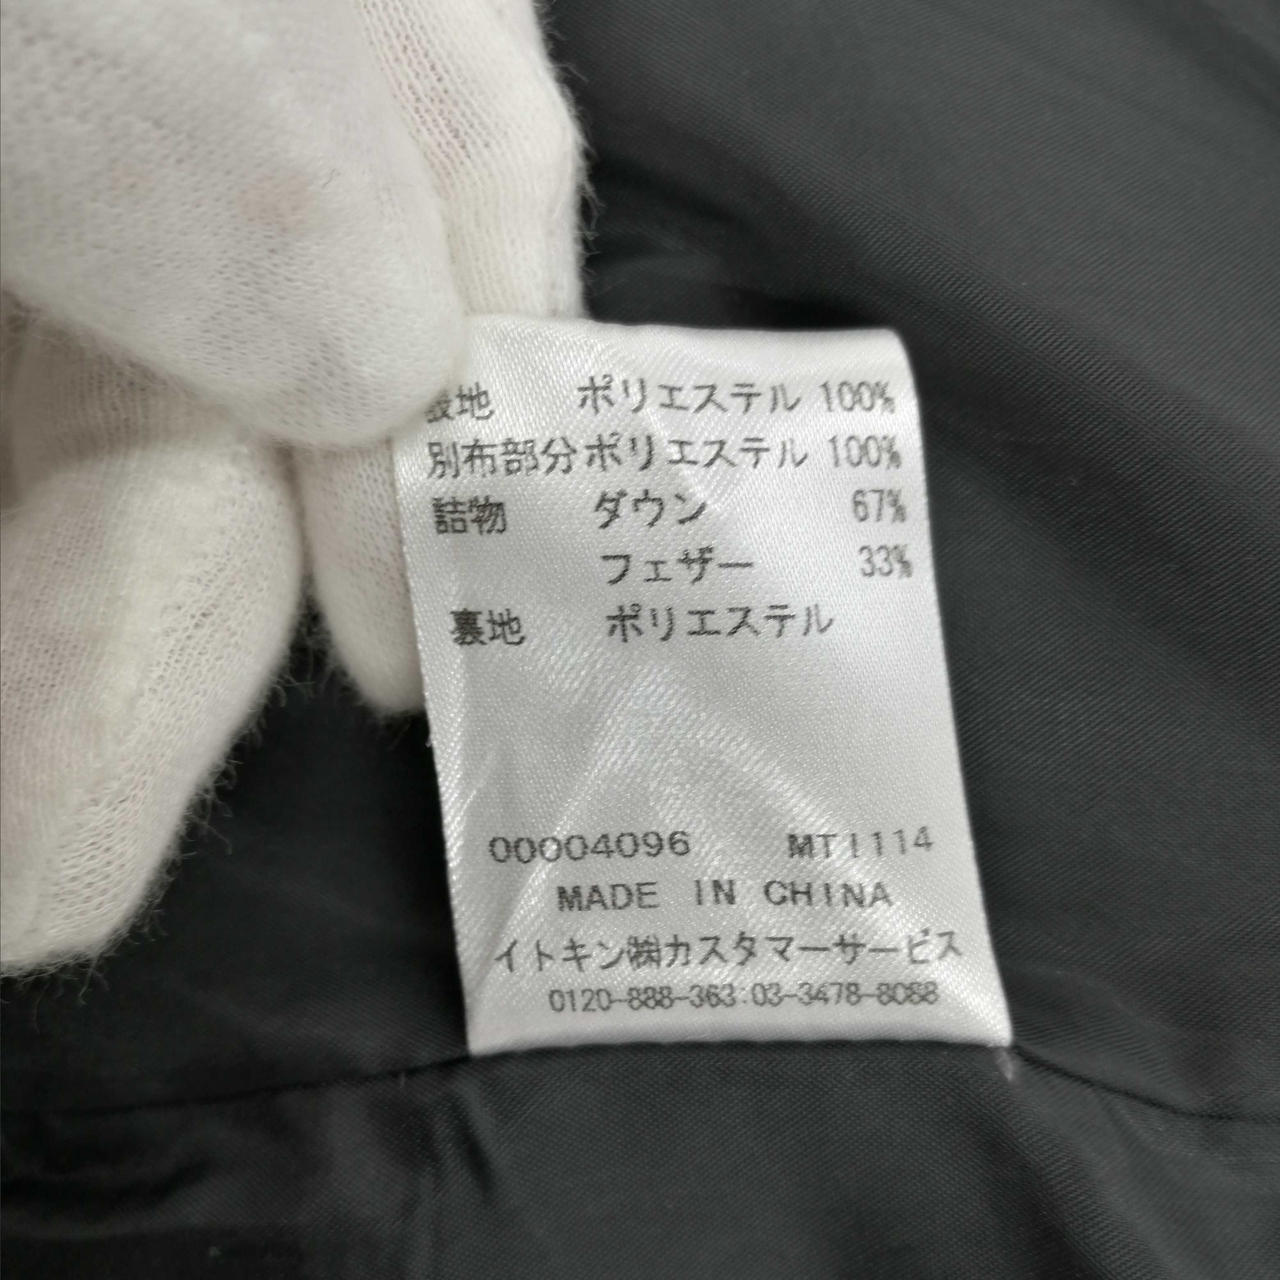 表地 ポリエステル 100%
別布部分 ポリエステル 100%
詰物 ダウン 67%
フェザー 33%
裏地 ポリエステル
00004096 MT1114
MADE IN CHINA
イトキン㈱カスタマーサービス
0120-888-363:03-3478-8088